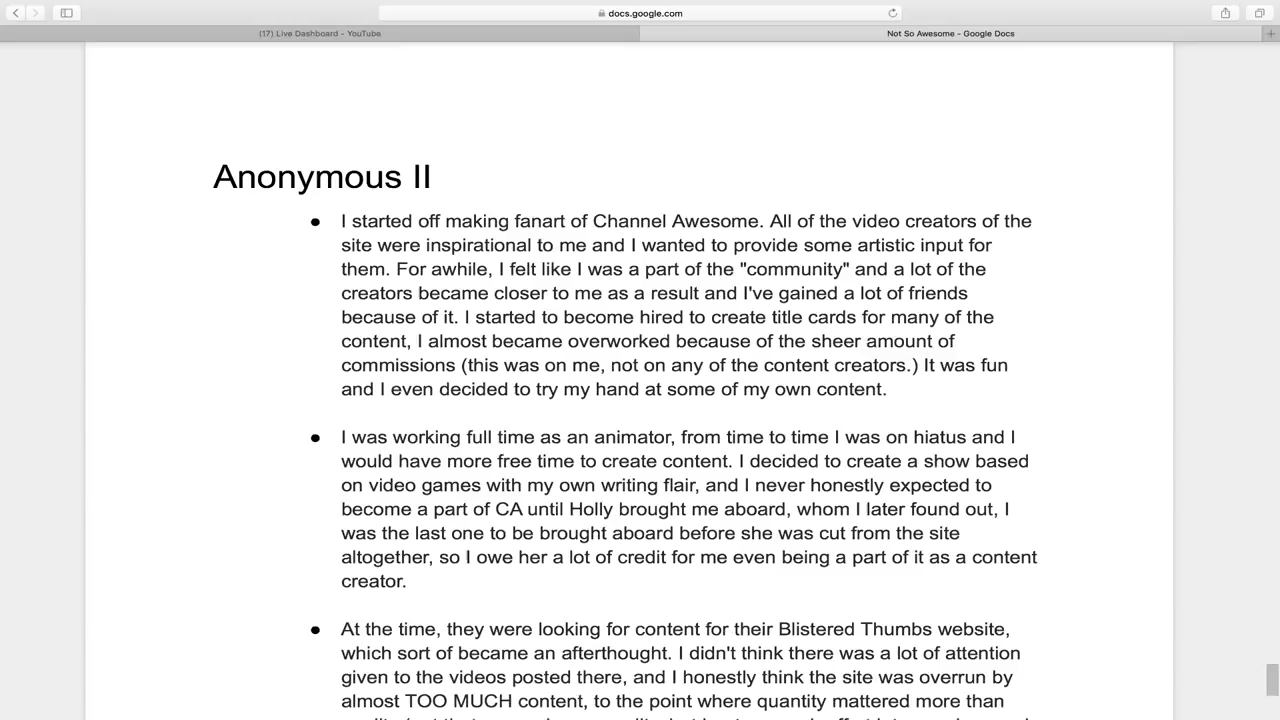 docs.google.com
(17) Live Dashboard - YouTube
Not So Awesome - Google Docs
Anonymous II
● I started off making fanart of Channel Awesome. All of the video creators of the
site were inspirational to me and I wanted to provide some artistic input for
them. For awhile, I felt like I was a part of the "community" and a lot of the
creators became closer to me as a result and I've gained a lot of friends
because of it. I started to become hired to create title cards for many of the
content, I almost became overworked because of the sheer amount of
commissions (this was on me, not on any of the content creators.) It was fun
and I even decided to try my hand at some of my own content.
● I was working full time as an animator, from time to time I was on hiatus and I
would have more free time to create content. I decided to create a show based
on video games with my own writing flair, and I never honestly expected to
become a part of CA until Holly brought me aboard, whom I later found out, I
was the last one to be brought aboard before she was cut from the site
altogether, so I owe her a lot of credit for me even being a part of it as a content
creator.
● At the time, they were looking for content for their Blistered Thumbs website,
which sort of became an afterthought. I didn't think there was a lot of attention
given to the videos posted there, and I honestly think the site was overrun by
almost TOO MUCH content, to the point where quantity mattered more than